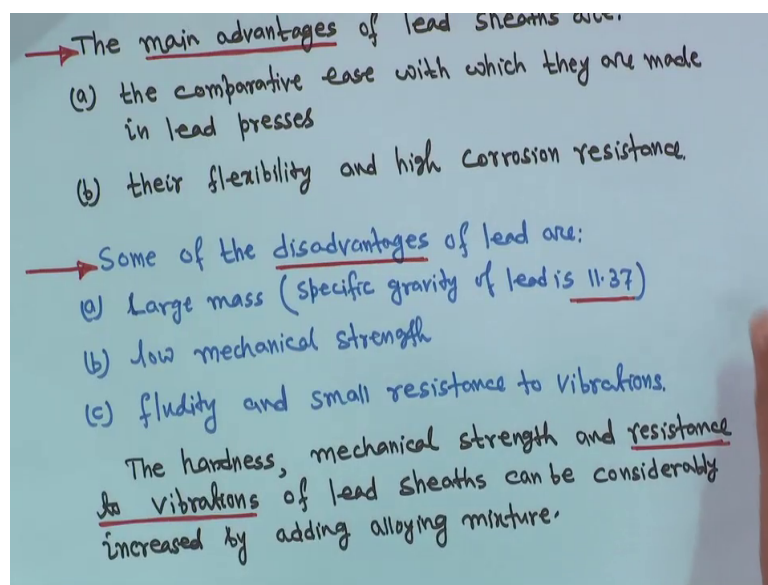 The main advantages of lead sheaths are:
(a) the comparative ease with which they are made
in lead presses
(b) their flexibility and high corrosion resistance.
Some of the disadvantages of lead are:
(a) Large mass (specific gravity of lead is 11.37)
(b) low mechanical strength
(c) fludity and small resistance to vibrations.
The hardness, mechanical strength and resistance
to vibrations of lead sheaths can be considerably
increased by adding alloying mixture.